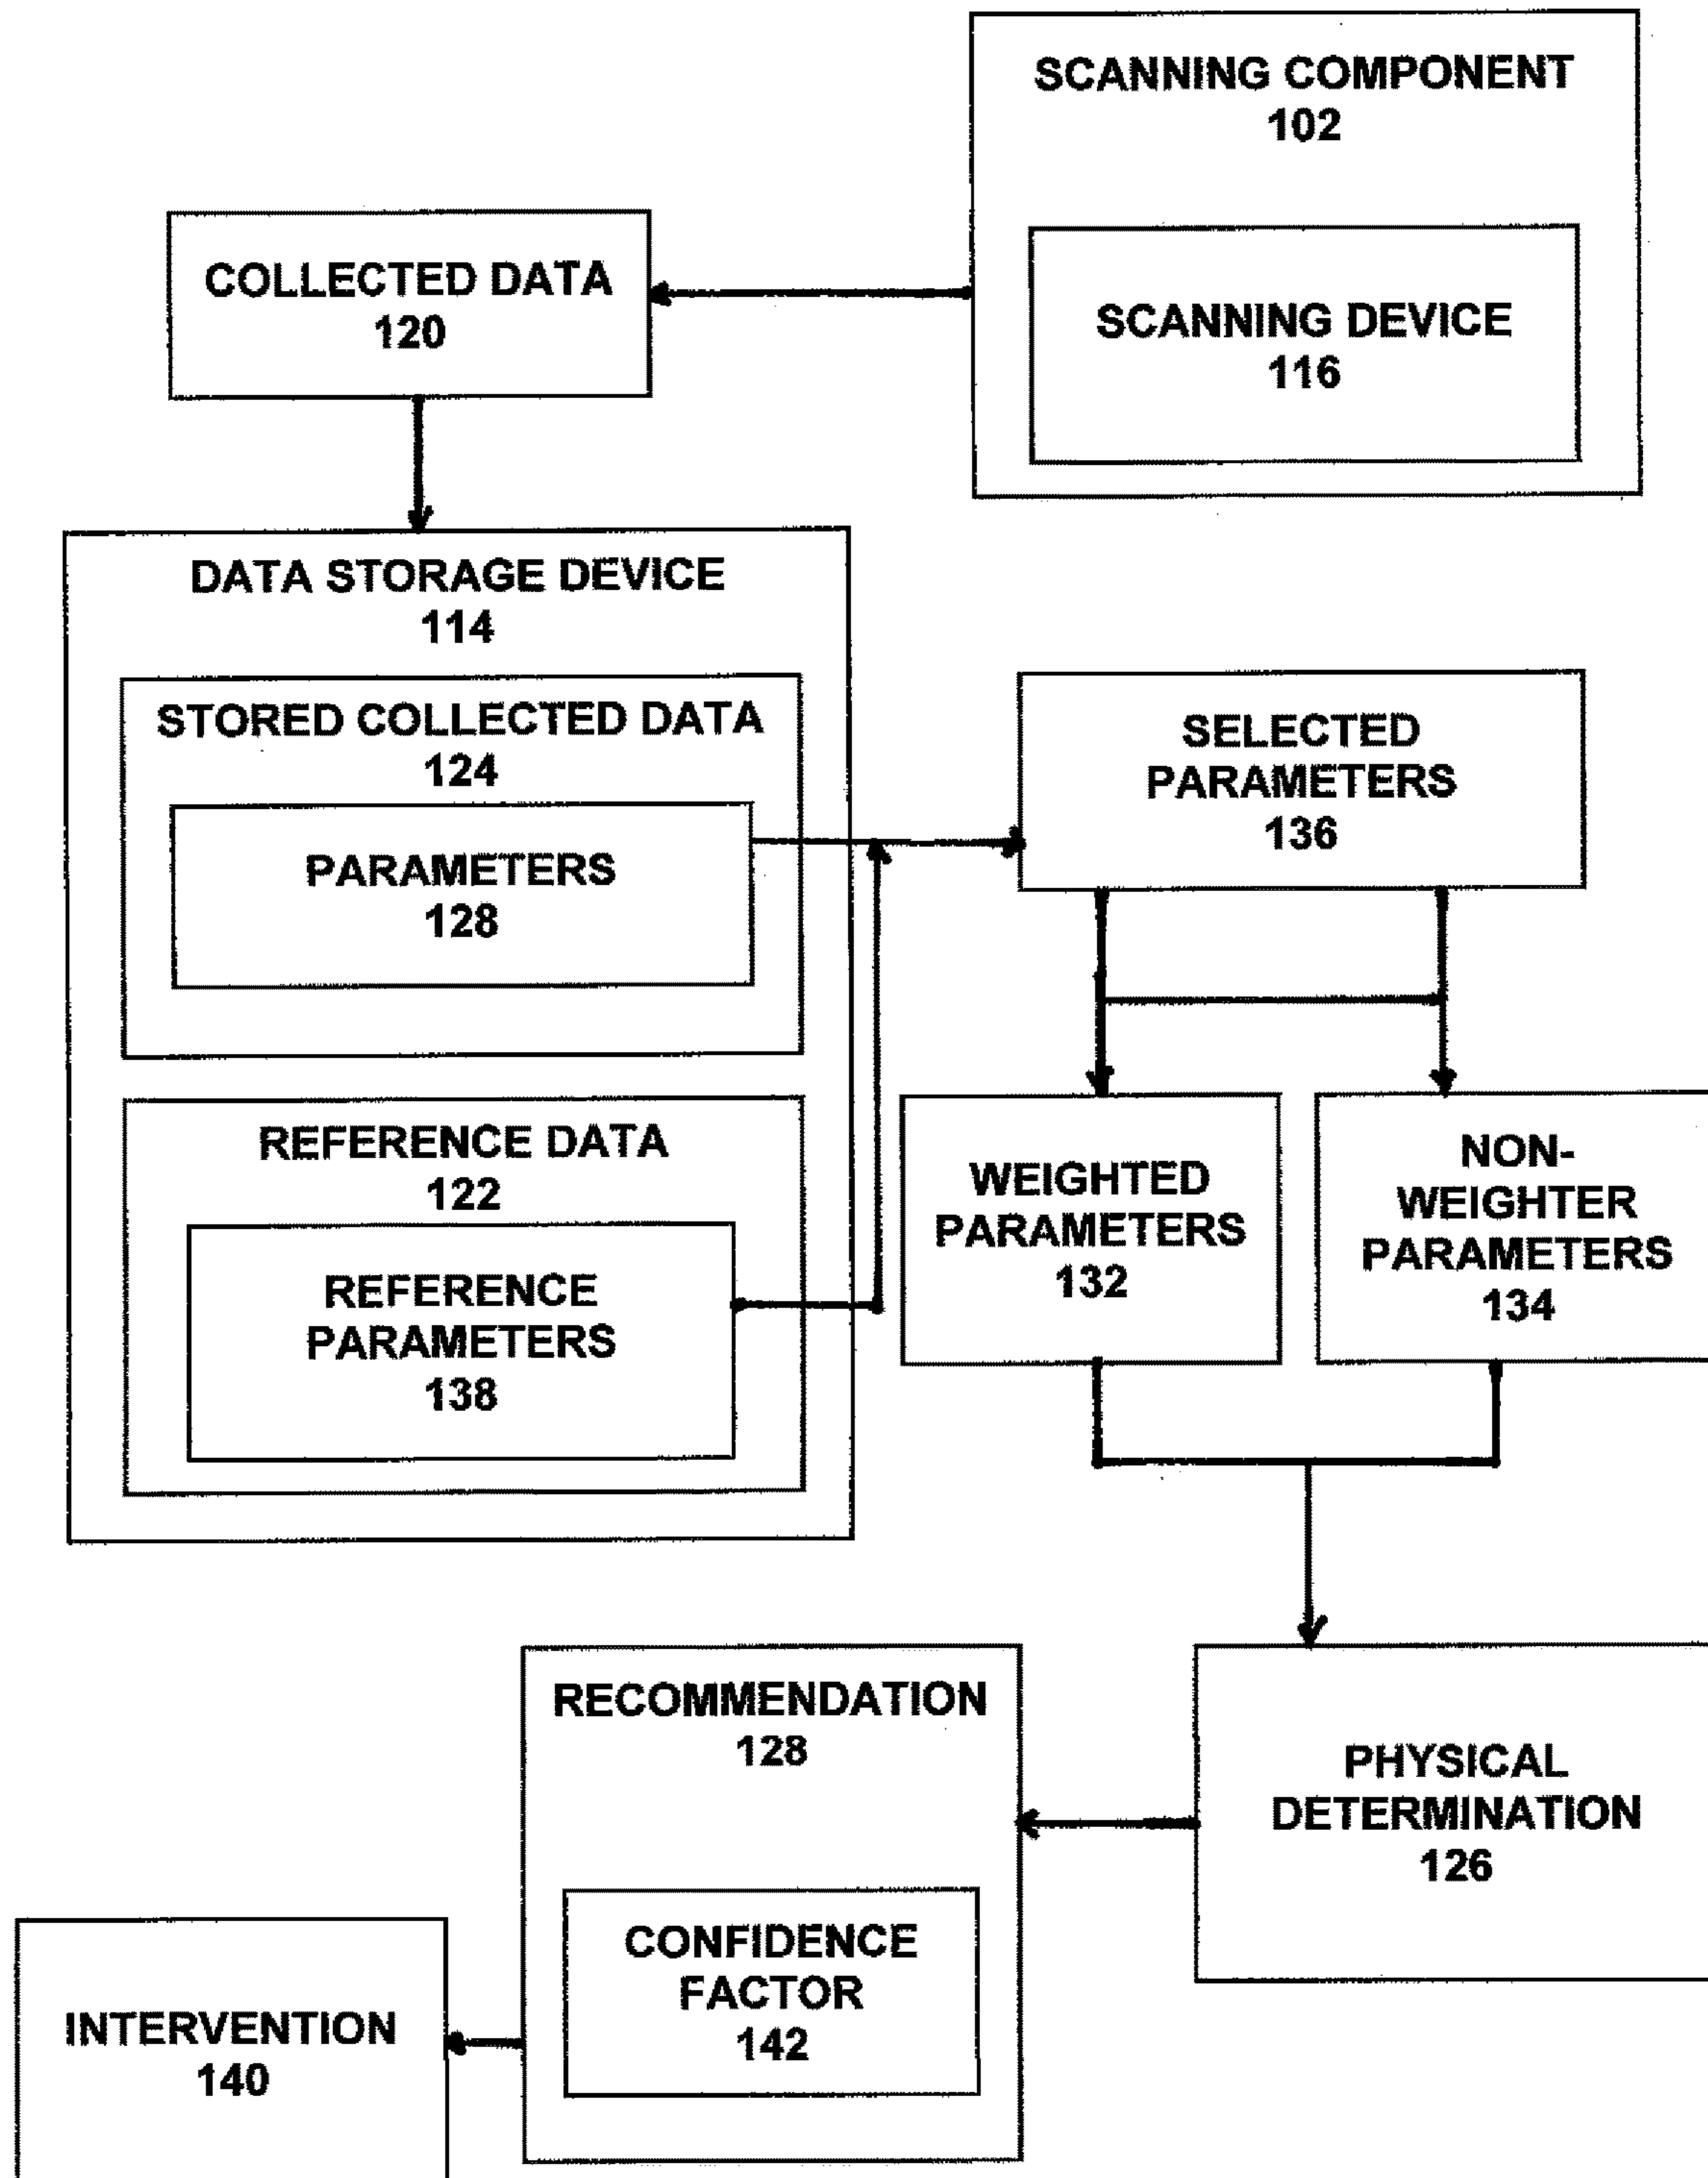 SCANNING COMPONENT
102
SCANNING DEVICE
116
COLLECTED DATA
120
DATA STORAGE DEVICE
114
STORED COLLECTED DATA
124
PARAMETERS
128
REFERENCE DATA
122
REFERENCE
PARAMETERS
138
SELECTED
PARAMETERS
136
WEIGHTED
PARAMETERS
132
NON-
WEIGHTER
PARAMETERS
134
PHYSICAL
DETERMINATION
126
RECOMMENDATION
128
CONFIDENCE
FACTOR
142
INTERVENTION
140